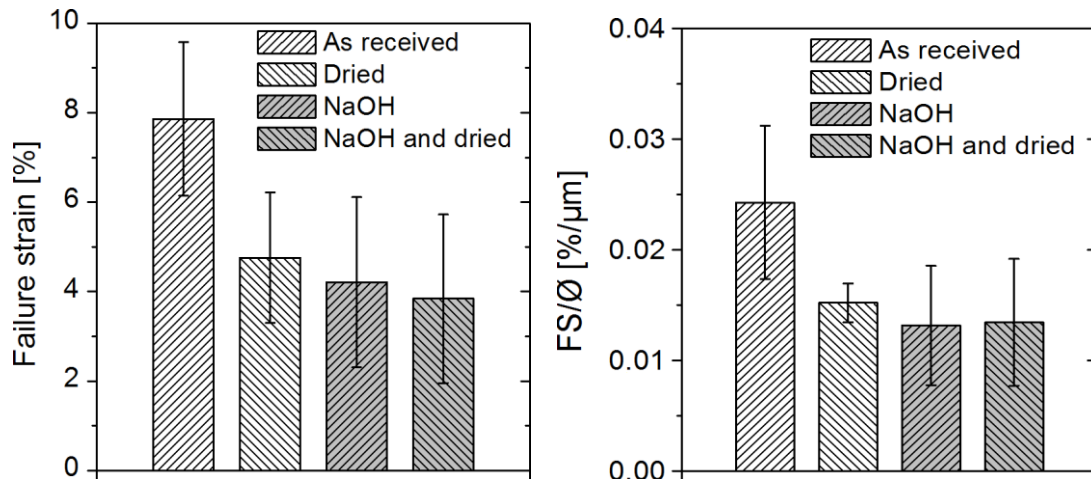 Failure strain [%]
10
8
6
4
2
0
As received
Dried
NaOH
NaOH and dried
FS/Ø [%/µm]
0.04
0.03
0.02
0.01
0.00
As received
Dried
NaOH
NaOH and dried